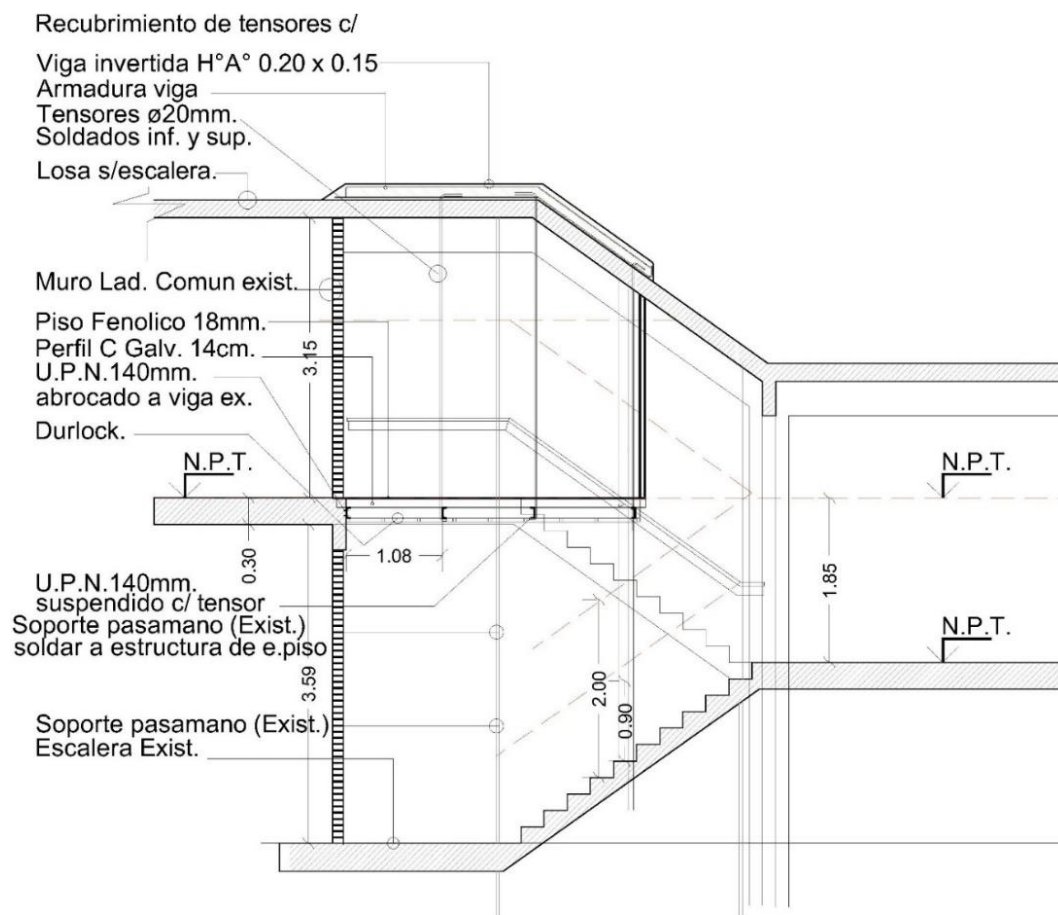 Recubrimiento de tensores c/
Viga invertida H°A° 0.20 x 0.15
Armadura viga
Tensores ø20mm.
Soldados inf. y sup.
Losa s/escalera.
Muro Lad. Comun exist.
Piso Fenolico 18mm.
Perfil C Galv. 14cm.
U.P.N.140mm.
abrocado a viga ex.
Durlock.
3.15
N.P.T.
N.P.T.
0.30
1.08
1.85
U.P.N.140mm.
suspendido c/ tensor
Soporte pasamano (Exist.)
soldar a estructura de e.piso
N.P.T.
3.59
2.00
0.90
Soporte pasamano (Exist.)
Escalera Exist.